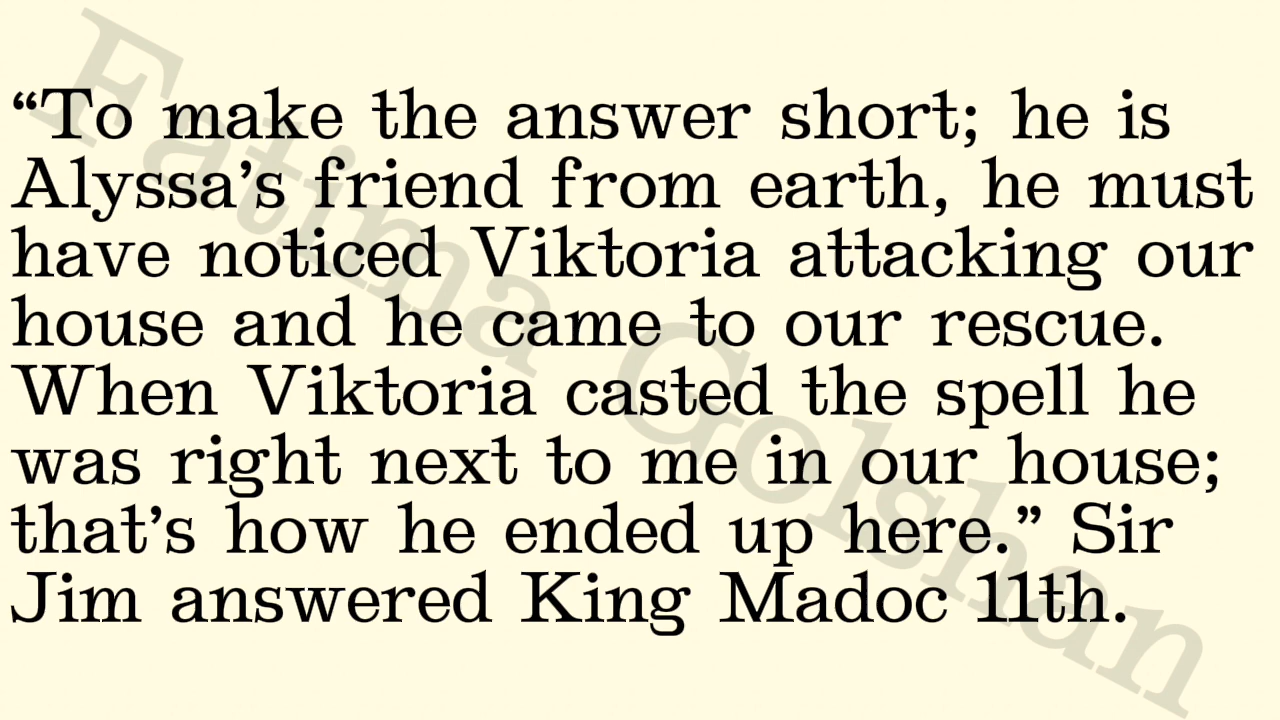 “To make the answer short; he is
Alyssa’s friend from earth, he must
have noticed Viktoria attacking our
house and he came to our rescue.
When Viktoria casted the spell he
was right next to me in our house;
that’s how he ended up here.” Sir
Jim answered King Madoc 11th.
Fatima Golshan